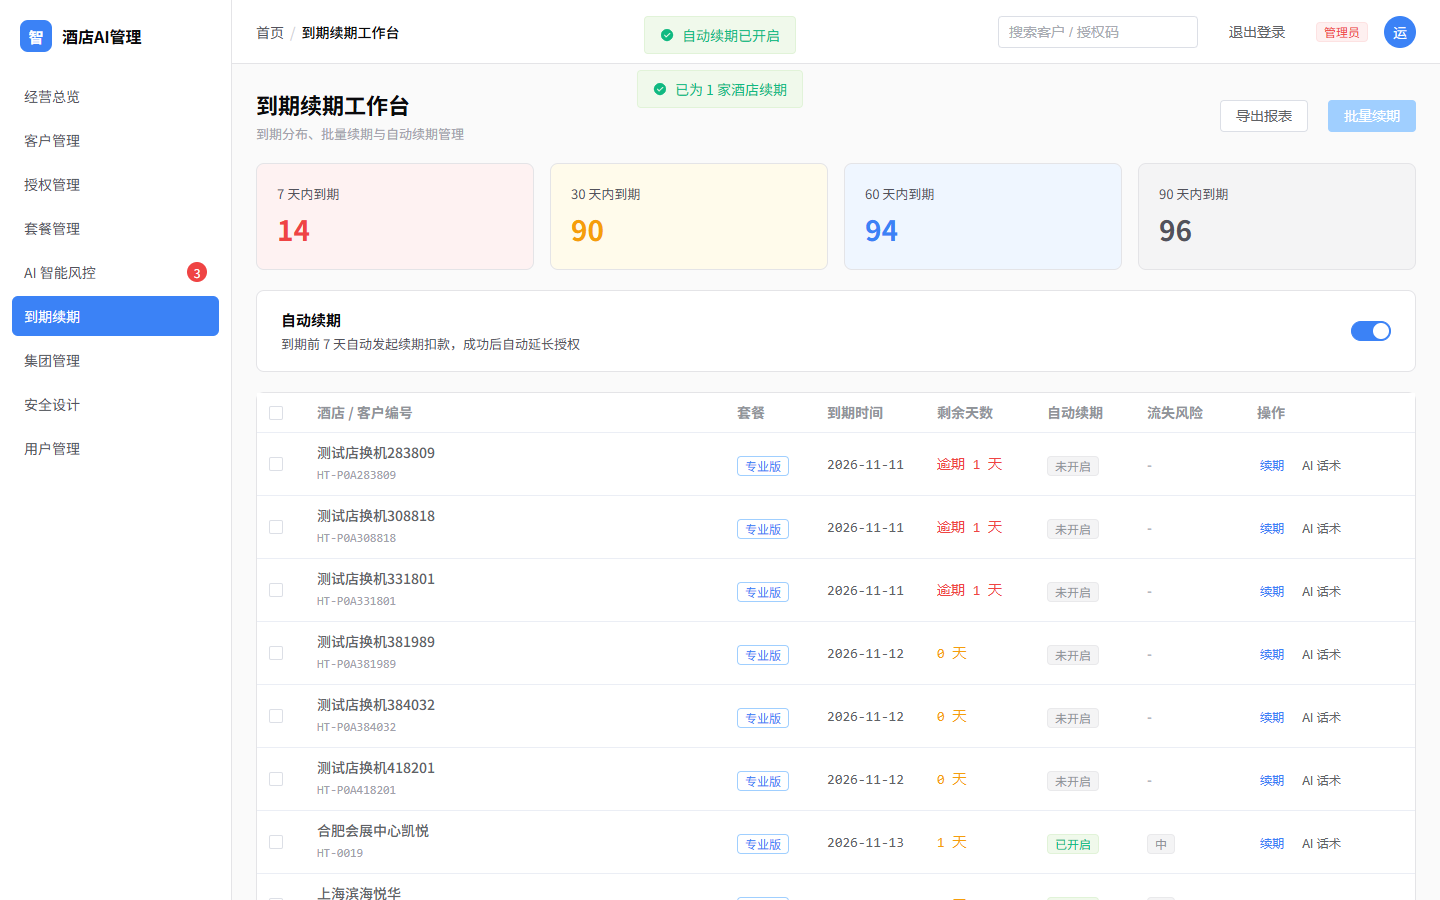 智 酒店AI管理
首页 / 到期续期工作台
自动续期已开启
搜索客户 / 授权码
退出登录
管理员
运
已为 1 家酒店续期
经营总览
客户管理
授权管理
套餐管理
AI 智能风控 3
到期续期
集团管理
安全设计
用户管理
到期续期工作台
到期分布、批量续期与自动续期管理
导出报表
批量续期
7 天内到期
14
30 天内到期
90
60 天内到期
94
90 天内到期
96
自动续期
到期前 7 天自动发起续期扣款，成功后自动延长授权
酒店 / 客户编号 套餐 到期时间 剩余天数 自动续期 流失风险 操作
测试店换机283809
HT-P0A283809
专业版 2026-11-11 逾期 1 天 未开启 - 续期 AI 话术
测试店换机308818
HT-P0A308818
专业版 2026-11-11 逾期 1 天 未开启 - 续期 AI 话术
测试店换机331801
HT-P0A331801
专业版 2026-11-11 逾期 1 天 未开启 - 续期 AI 话术
测试店换机381989
HT-P0A381989
专业版 2026-11-12 0 天 未开启 - 续期 AI 话术
测试店换机384032
HT-P0A384032
专业版 2026-11-12 0 天 未开启 - 续期 AI 话术
测试店换机418201
HT-P0A418201
专业版 2026-11-12 0 天 未开启 - 续期 AI 话术
合肥会展中心凯悦
HT-0019
专业版 2026-11-13 1 天 已开启 中 续期 AI 话术
上海滨海悦华